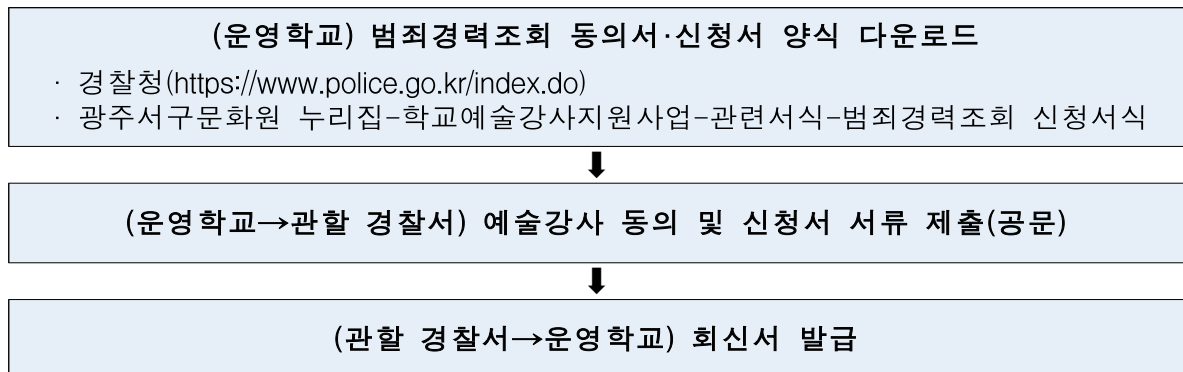 (운영학교) 범죄경력조회 동의서·신청서 양식 다운로드
· 경찰청(https://www.police.go.kr/index.do)
· 광주서구문화원 누리집-학교예술강사지원사업-관련서식-범죄경력조회 신청서식
(운영학교→관할 경찰서) 예술강사 동의 및 신청서 서류 제출(공문)
(관할 경찰서→운영학교) 회신서 발급